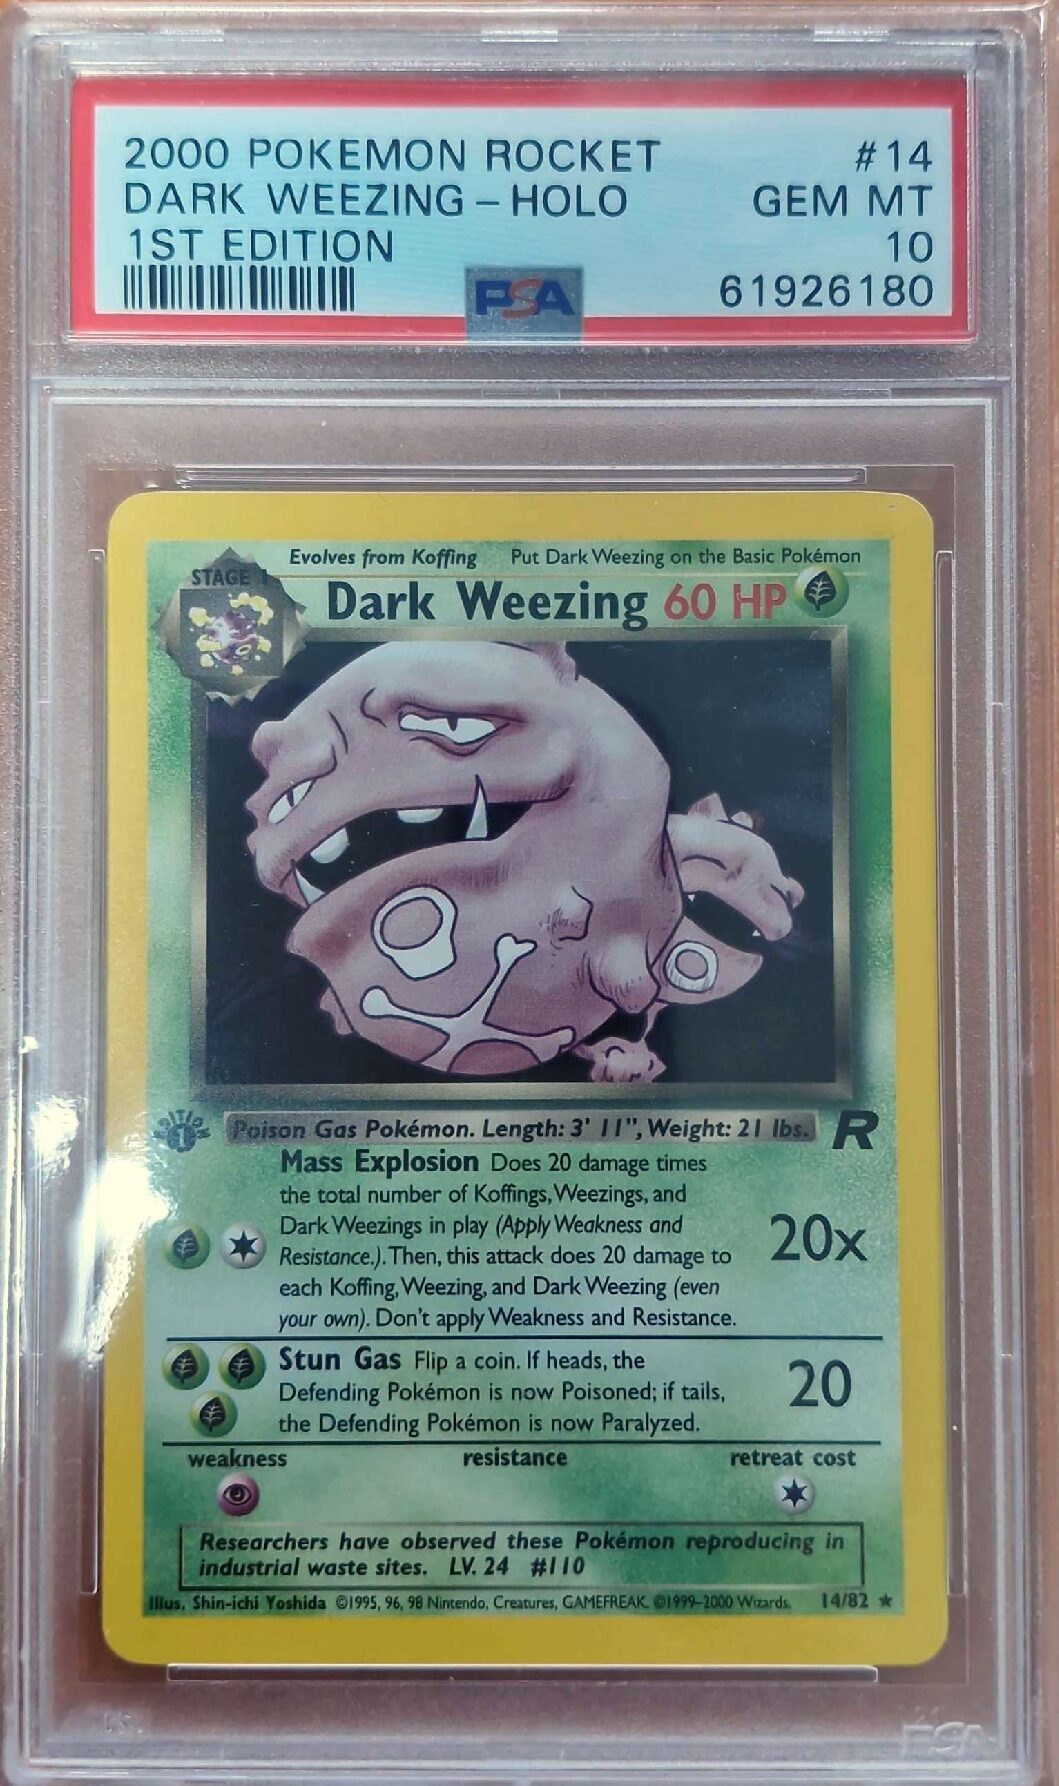 2000 POKEMON ROCKET #14
DARK WEEZING - HOLO GEM MT
1ST EDITION 10
PSA 61926180
Evolves from Koffing Put Dark Weezing on the Basic Pokémon
STAGE 1
Dark Weezing 60 HP
EDITION 1
Poison Gas Pokémon. Length: 3' 11", Weight: 21 lbs. R
Mass Explosion Does 20 damage times
the total number of Koffings, Weezings, and
Dark Weezings in play (Apply Weakness and
Resistance.). Then, this attack does 20 damage to
each Koffing, Weezing, and Dark Weezing (even
your own). Don't apply Weakness and Resistance.
20x
Stun Gas Flip a coin. If heads, the
Defending Pokémon is now Poisoned; if tails,
the Defending Pokémon is now Paralyzed.
20
weakness resistance retreat cost
Researchers have observed these Pokémon reproducing in
industrial waste sites. LV. 24 #110
Illus. Shin-ichi Yoshida ©1995, 96, 98 Nintendo, Creatures, GAMEFREAK. ©1999-2000 Wizards. 14/82 ★
PSA